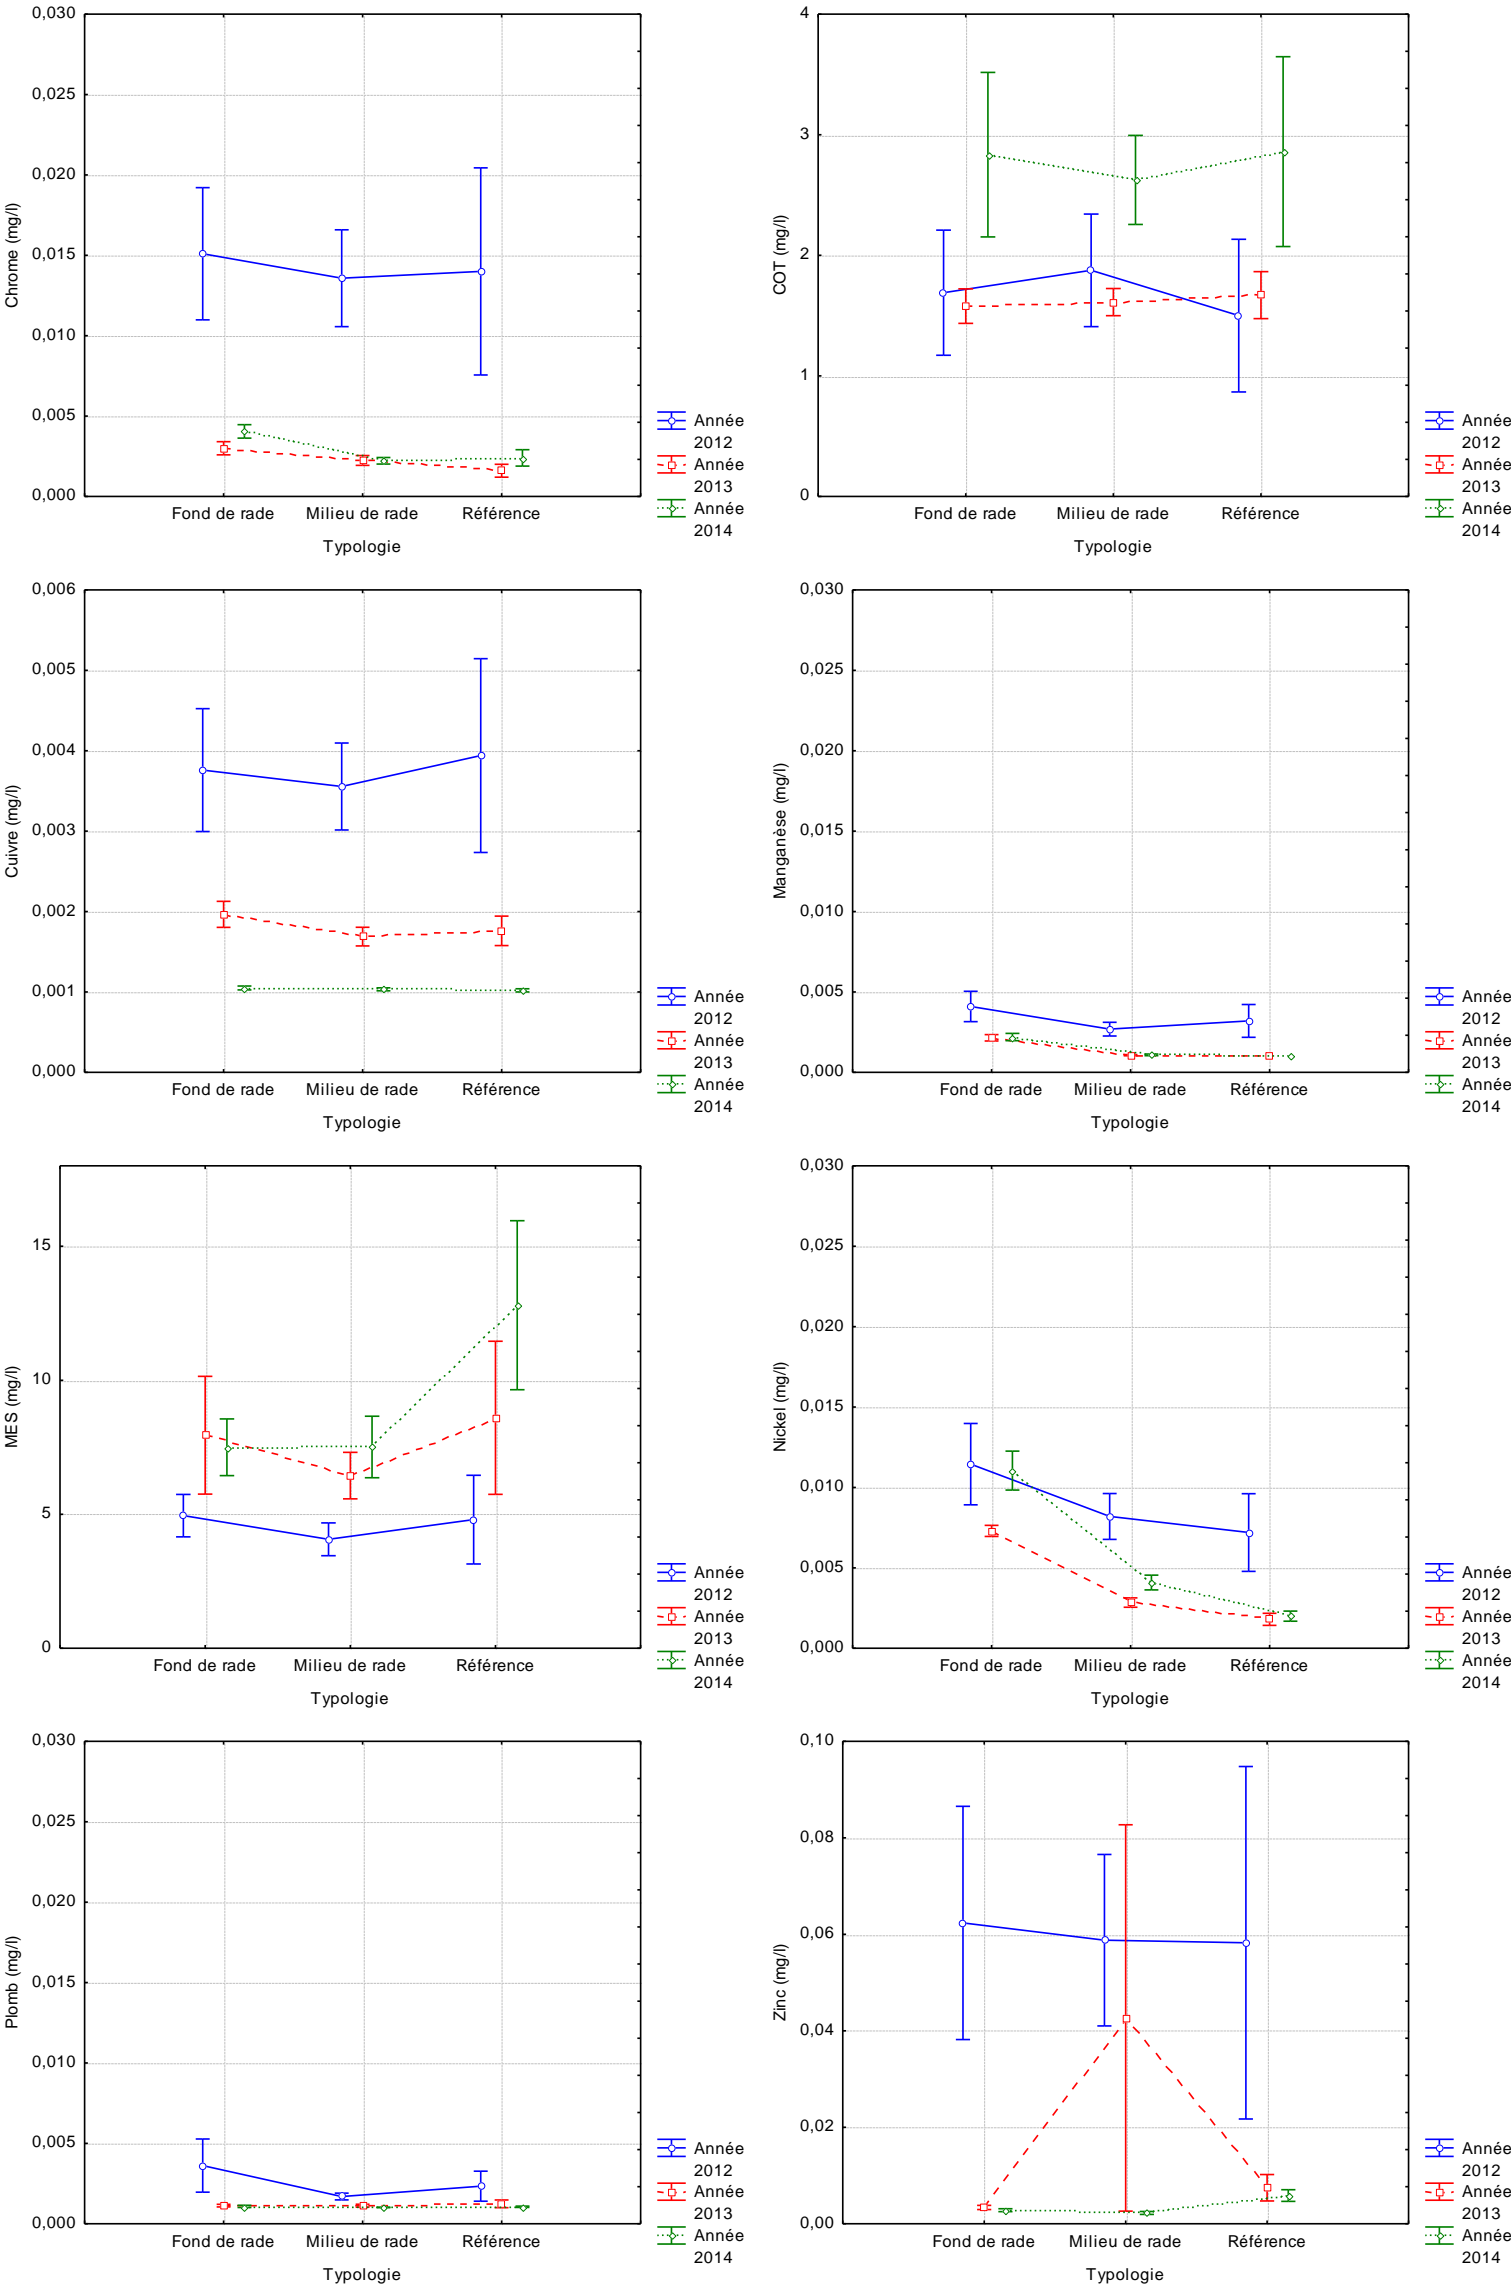 Chrome (mg/l)
0,030
0,025
0,020
0,015
0,010
0,005
0,000
Fond de rade Milieu de rade Référence
Typologie
Année
2012
Année
2013
Année
2014
COT (mg/l)
4
3
2
1
0
Fond de rade Milieu de rade Référence
Typologie
Année
2012
Année
2013
Année
2014
Cuivre (mg/l)
0,006
0,005
0,004
0,003
0,002
0,001
0,000
Fond de rade Milieu de rade Référence
Typologie
Année
2012
Année
2013
Année
2014
Manganèse (mg/l)
0,030
0,025
0,020
0,015
0,010
0,005
0,000
Fond de rade Milieu de rade Référence
Typologie
Année
2012
Année
2013
Année
2014
MES (mg/l)
15
10
5
0
Fond de rade Milieu de rade Référence
Typologie
Année
2012
Année
2013
Année
2014
Nickel (mg/l)
0,030
0,025
0,020
0,015
0,010
0,005
0,000
Fond de rade Milieu de rade Référence
Typologie
Année
2012
Année
2013
Année
2014
Plomb (mg/l)
0,030
0,025
0,020
0,015
0,010
0,005
0,000
Fond de rade Milieu de rade Référence
Typologie
Année
2012
Année
2013
Année
2014
Zinc (mg/l)
0,10
0,08
0,06
0,04
0,02
0,00
Fond de rade Milieu de rade Référence
Typologie
Année
2012
Année
2013
Année
2014